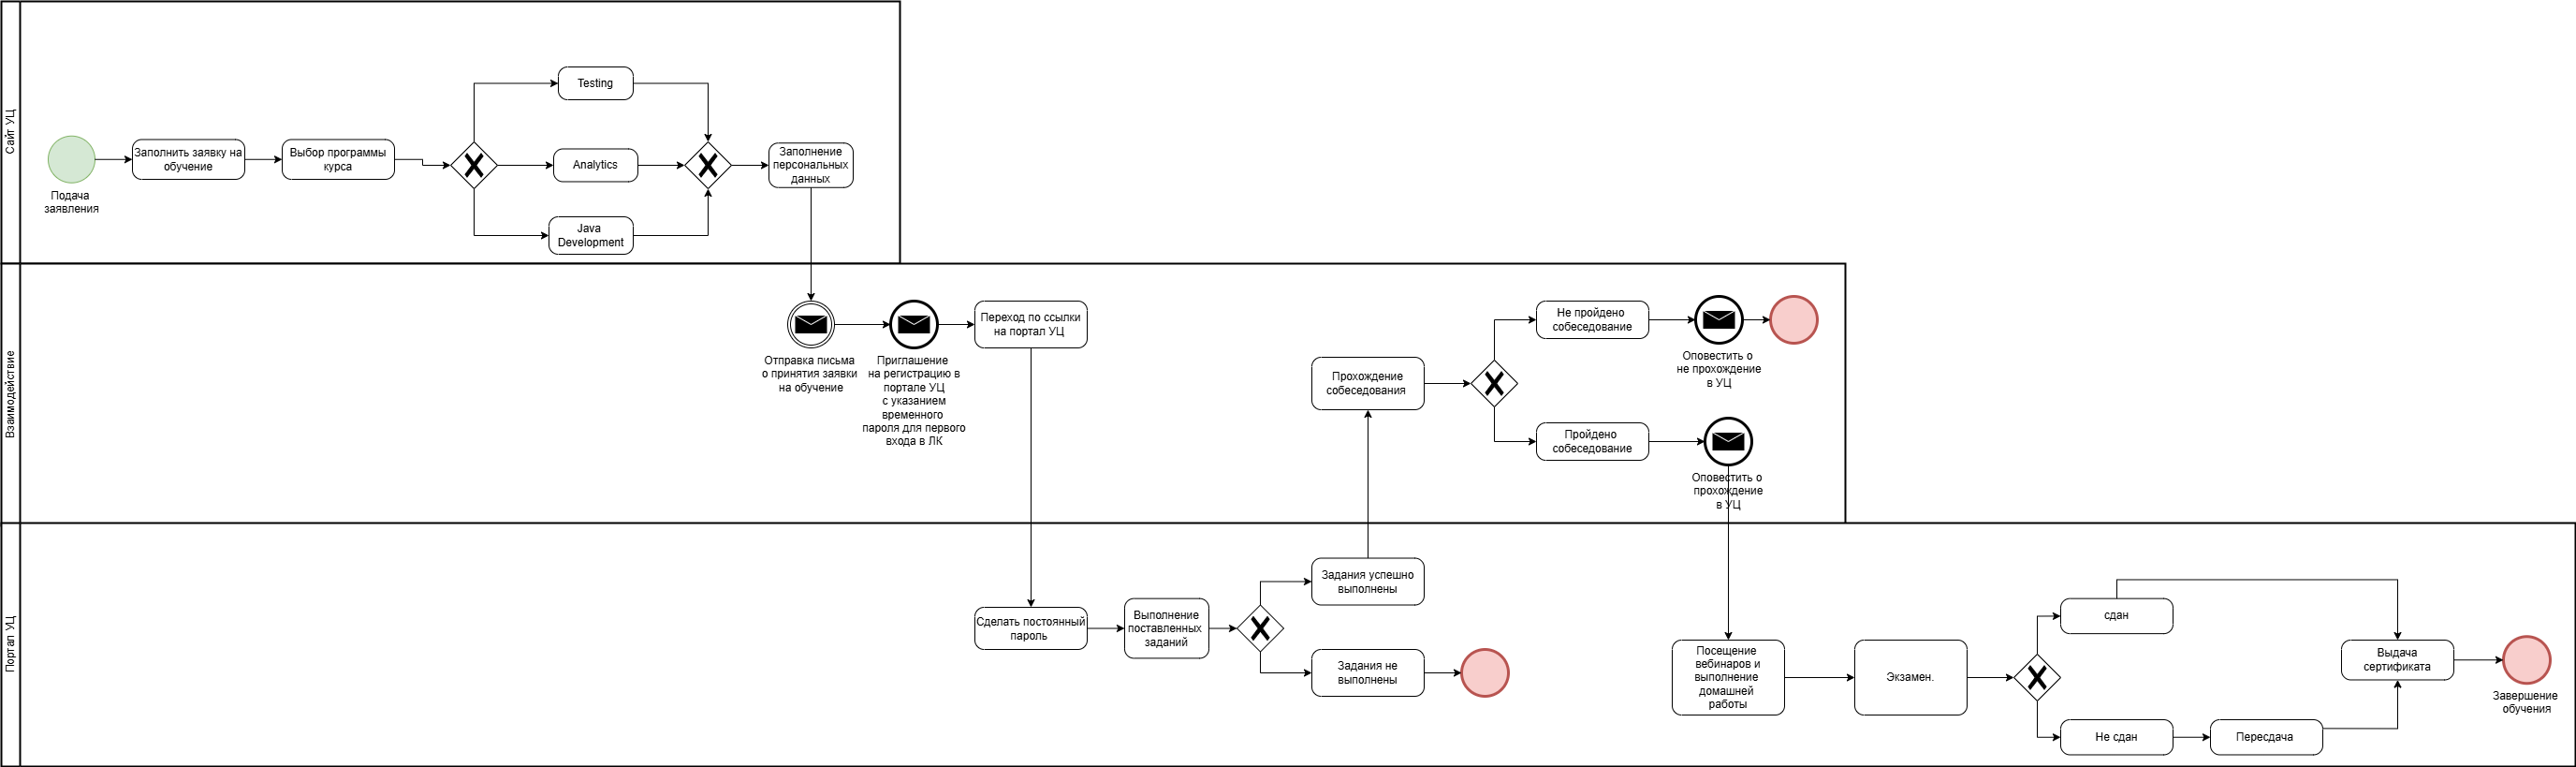 Сайт УЦ
Подача
заявления
Заполнить заявку на
обучение
Выбор программы
курса
Testing
Analytics
Java
Development
Заполнение
персональных
данных
Взаимодействие
Отправка письма
о принятия заявки
на обучение
Приглашение
на регистрацию в
портале УЦ
с указанием
временного
пароля для первого
входа в ЛК
Переход по ссылки
на портал УЦ
Прохождение
собеседования
Не пройдено
собеседование
Оповестить о
не прохождение
в УЦ
Пройдено
собеседование
Оповестить о
прохождение
в УЦ
Портал УЦ
Сделать постоянный
пароль
Выполнение
поставленных
заданий
Задания успешно
выполнены
Задания не
выполнены
Посещение
вебинаров и
выполнение
домашней
работы
Экзамен.
сдан
Не сдан
Пересдача
Выдача
сертификата
Завершение
обучения